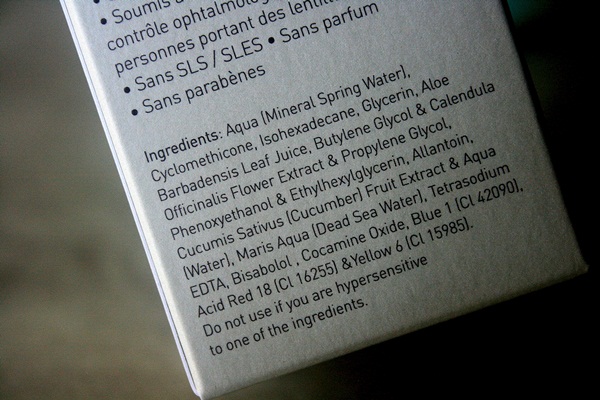 • Soumis
contrôle ophtalmolog
personnes portant des lentill
• Sans SLS / SLES • Sans parfum
• Sans parabènes
Ingredients: Aqua (Mineral Spring Water),
Cyclomethicone, Isohexadecane, Glycerin, Aloe
Barbadensis Leaf Juice, Butylene Glycol & Calendula
Officinalis Flower Extract & Propylene Glycol,
Phenoxyethanol & Ethylhexylglycerin, Allantoin,
Cucumis Sativus (Cucumber) Fruit Extract & Aqua
(Water), Maris Aqua (Dead Sea Water), Tetrasodium
EDTA, Bisabolol , Cocamine Oxide, Blue 1 (CI 42090),
Acid Red 18 (CI 16255) &Yellow 6 (CI 15985).
Do not use if you are hypersensitive
to one of the ingredients.